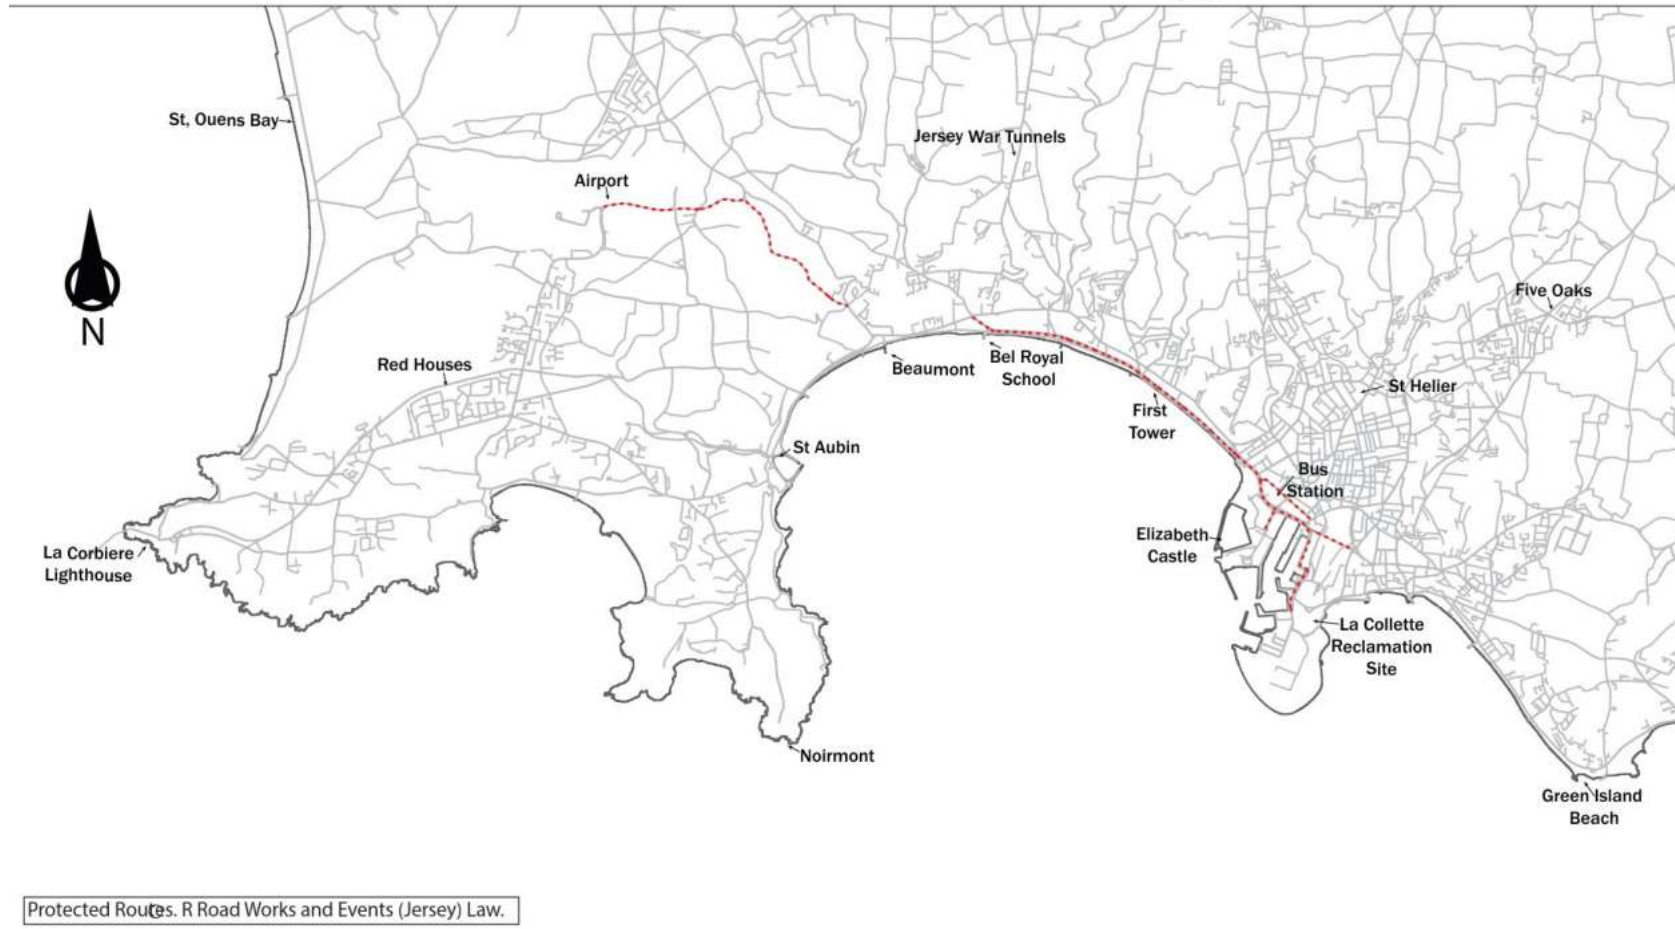 St, Ouens Bay
Jersey War Tunnels
Airport
N
Five Oaks
Red Houses
Beaumont
Bel Royal
School
St Helier
First
Tower
St Aubin
Bus
Station
Elizabeth
Castle
La Corbiere
Lighthouse
La Collette
Reclamation
Site
Noirmont
Green Island
Beach
Protected Routes. R Road Works and Events (Jersey) Law.